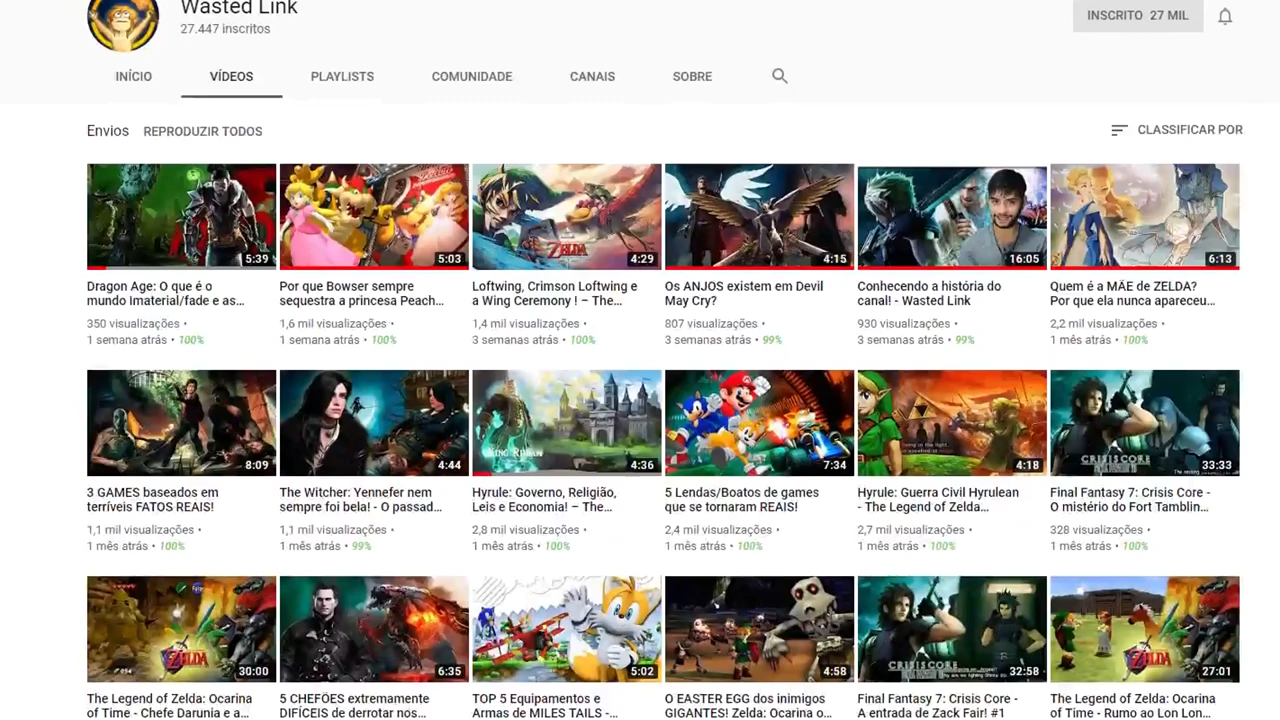 Wasted Link
27.447 inscritos
INSCRITO 27 MIL
INÍCIO VÍDEOS PLAYLISTS COMUNIDADE CANAIS SOBRE
Envios REPRODUZIR TODOS
CLASSIFICAR POR
5:39 5:03 4:29 4:15 16:05 6:13
ZELDA
Dragon Age: O que é o
mundo Imaterial/fade e as...
350 visualizações •
1 semana atrás • 100%
Por que Bowser sempre
sequestra a princesa Peach...
1,6 mil visualizações •
1 semana atrás • 100%
Loftwing, Crimson Loftwing e
a Wing Ceremony ! – The...
1,4 mil visualizações •
3 semanas atrás • 100%
Os ANJOS existem em Devil
May Cry?
807 visualizações •
3 semanas atrás • 99%
Conhecendo a história do
canal! - Wasted Link
930 visualizações •
3 semanas atrás • 99%
Quem é a MÃE de ZELDA?
Por que ela nunca apareceu...
2,2 mil visualizações •
1 mês atrás • 100%
8:09 4:44 4:36 7:34 4:18 33:33
CRISIS CORE
3 GAMES baseados em
terríveis FATOS REAIS!
1,1 mil visualizações •
1 mês atrás • 100%
The Witcher: Yennefer nem
sempre foi bela! - O passad...
1,1 mil visualizações •
1 mês atrás • 99%
Hyrule: Governo, Religião,
Leis e Economia! – The...
2,8 mil visualizações •
1 mês atrás • 100%
5 Lendas/Boatos de games
que se tornaram REAIS!
2,4 mil visualizações •
1 mês atrás • 100%
Hyrule: Guerra Civil Hyrulean
- The Legend of Zelda...
2,7 mil visualizações •
1 mês atrás • 100%
Final Fantasy 7: Crisis Core -
O mistério do Fort Tamblin...
328 visualizações •
1 mês atrás • 100%
30:00 6:35 5:02 4:58 32:58 27:01
ZELDA
CRISIS CORE
ZELDA
The Legend of Zelda: Ocarina
of Time - Chefe Darunia e a...
5 CHEFÕES extremamente
DIFÍCEIS de derrotar nos...
TOP 5 Equipamentos e
Armas de MILES TAILS -...
O EASTER EGG dos inimigos
GIGANTES! Zelda: Ocarina o...
Final Fantasy 7: Crisis Core -
A entrada de Zack Fair! #1
The Legend of Zelda: Ocarina
of Time - Rumo ao Lon Lon...